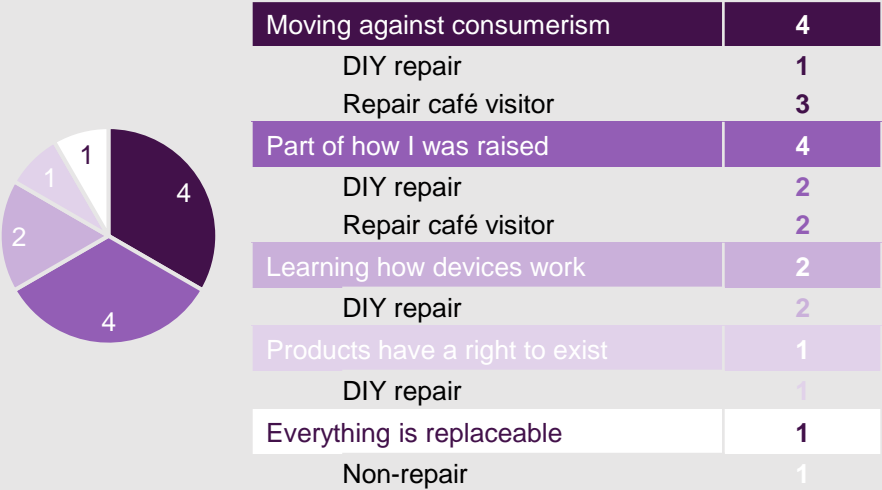 Moving against consumerism 4
DIY repair 1
Repair café visitor 3
Part of how I was raised 4
DIY repair 2
Repair café visitor 2
Learning how devices work 2
DIY repair 2
Products have a right to exist 1
DIY repair 1
Everything is replaceable 1
Non-repair 1
1
1
4
2
4